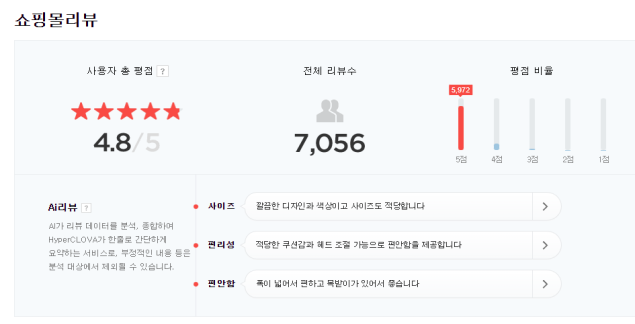 쇼핑몰리뷰
사용자 총 평점 ?
전체 리뷰수
평점 비율
4.8/5
7,056
5,972
5점
4점
3점
2점
1점
AI리뷰 ?
AI가 리뷰 데이터를 분석, 종합하여
HyperCLOVA가 한줄로 간단하게
요약하는 서비스로, 부정적인 내용 등은
분석 대상에서 제외될 수 있습니다.
사이즈 깔끔한 디자인과 색상이고 사이즈도 적당합니다
편리성 적당한 쿠션감과 헤드 조절 가능으로 편안함을 제공합니다
편안함 폭이 넓어서 편하고 목받이가 있어서 좋습니다